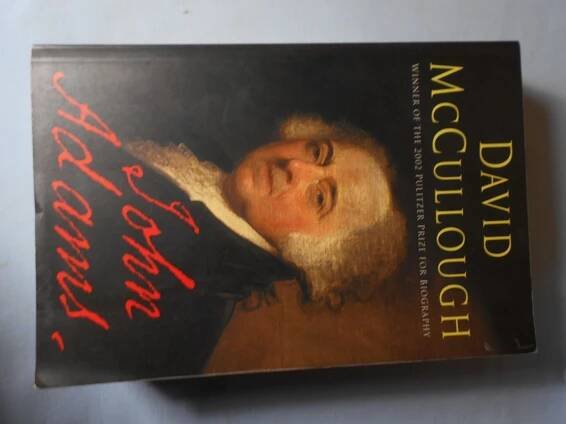 DAVID
MCCULLOUGH
WINNER OF THE 2002 PULITZER PRIZE FOR BIOGRAPHY
John
Adams,